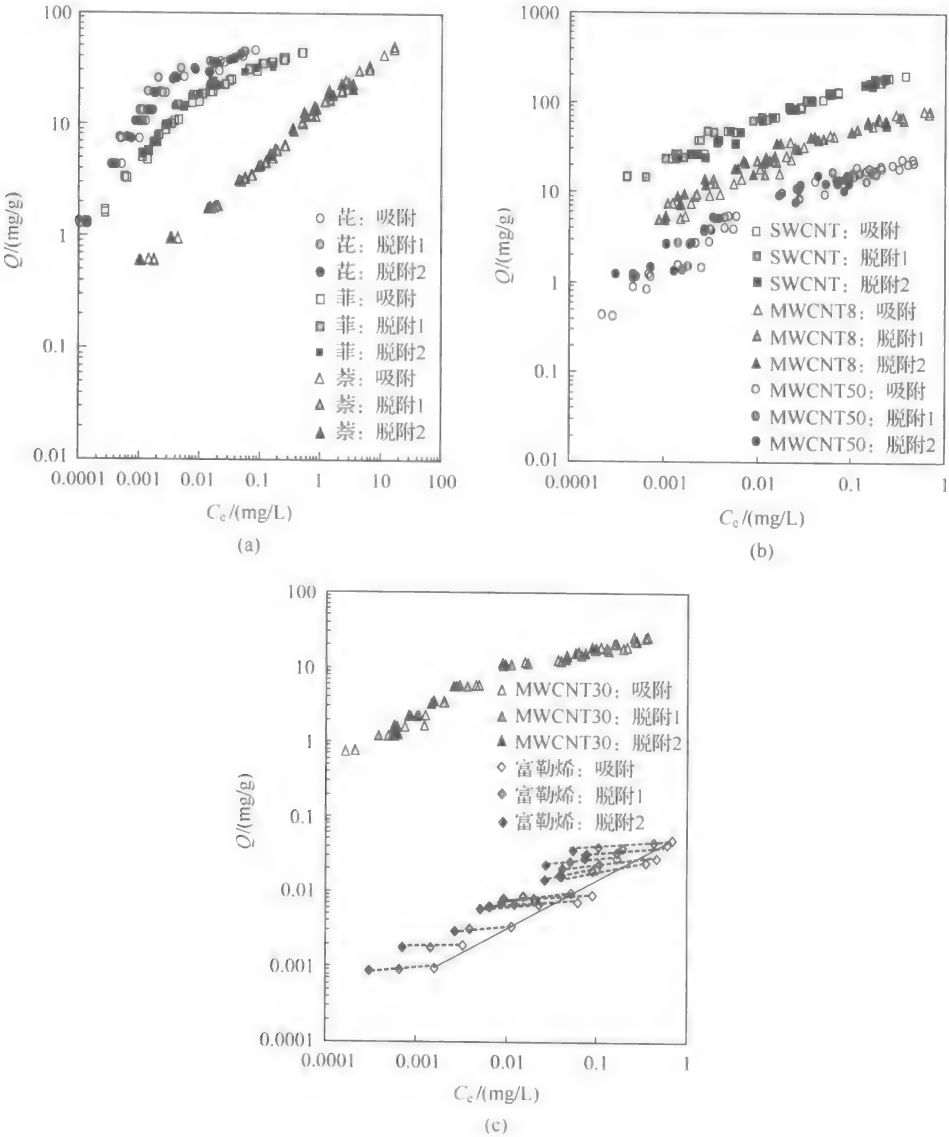 100
10
1
0.1
0.01
Q/(mg/g)
芘：吸附
芘：脱附1
芘：脱附2
菲：吸附
菲：脱附1
菲：脱附2
萘：吸附
萘：脱附1
萘：脱附2
0.0001 0.001 0.01 0.1 1 10 100
Ce/(mg/L)
(a)
1000
100
10
1
0.1
0.01
Q/(mg/g)
SWCNT：吸附
SWCNT：脱附1
SWCNT：脱附2
MWCNT8：吸附
MWCNT8：脱附1
MWCNT8：脱附2
MWCNT50：吸附
MWCNT50：脱附1
MWCNT50：脱附2
0.0001 0.001 0.01 0.1 1
Ce/(mg/L)
(b)
100
10
1
0.1
0.01
0.001
0.0001
Q/(mg/g)
MWCNT30：吸附
MWCNT30：脱附1
MWCNT30：脱附2
富勒烯：吸附
富勒烯：脱附1
富勒烯：脱附2
0.0001 0.001 0.01 0.1 1
Ce/(mg/L)
(c)